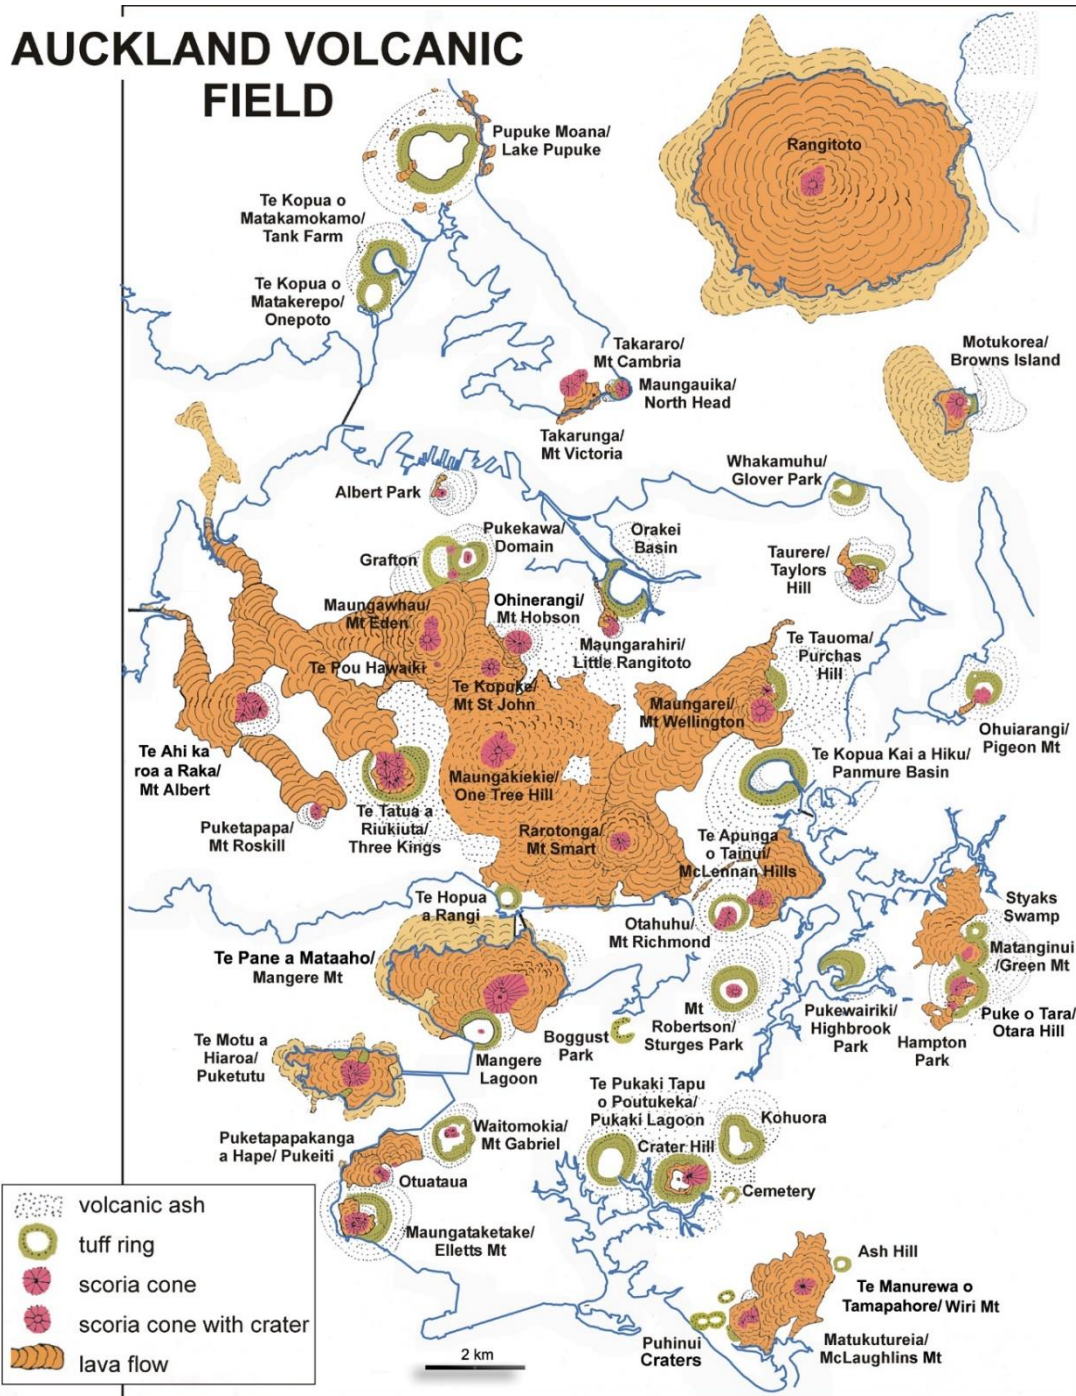 AUCKLAND VOLCANIC
FIELD
Pupuke Moana/
Lake Pupuke
Rangitoto
Te Kopua o
Matakamokamo/
Tank Farm
Te Kopua o
Matakerepo/
Onepoto
Takararo/
Mt Cambria
Maungauika/
North Head
Takarunga/
Mt Victoria
Motukorea/
Browns Island
Whakamuhu/
Glover Park
Albert Park
Pukekawa/
Domain
Grafton
Orakei
Basin
Taurere/
Taylors
Hill
Maungawhau/
Mt Eden
Ohinerangi/
Mt Hobson
Maungarahiri/
Little Rangitoto
Te Tauoma/
Purchas
Hill
Te Pou Hawaiki
Te Kopuke/
Mt St John
Maungarei/
Mt Wellington
Ohuiarangi/
Pigeon Mt
Te Ahi ka
roa a Raka/
Mt Albert
Maungakiekie/
One Tree Hill
Te Kopua Kai a Hiku/
Panmure Basin
Puketapapa/
Mt Roskill
Te Tatua a
Riukiuta/
Three Kings
Rarotonga/
Mt Smart
Te Apunga
o Tainui/
McLennan Hills
Te Hopua
a Rangi
Otahuhu/
Mt Richmond
Styaks
Swamp
Matanginui
/Green Mt
Te Pane a Mataaho/
Mangere Mt
Puke o Tara/
Otara Hill
Mt
Robertson/
Sturges Park
Pukewairiki/
Highbrook
Park
Hampton
Park
Te Motu a
Hiaroa/
Puketutu
Mangere
Lagoon
Boggust
Park
Te Pukaki Tapu
o Poutukeka/
Pukaki Lagoon
Kohuora
Waitomokia/
Mt Gabriel
Crater Hill
Puketapapakanga
a Hape/ Pukeiti
Otuataua
Cemetery
Maungataketake/
Elletts Mt
Ash Hill
Te Manurewa o
Tamapahore/ Wiri Mt
Puhinui
Craters
Matukutureia/
McLaughlins Mt
volcanic ash
tuff ring
scoria cone
scoria cone with crater
lava flow
2 km